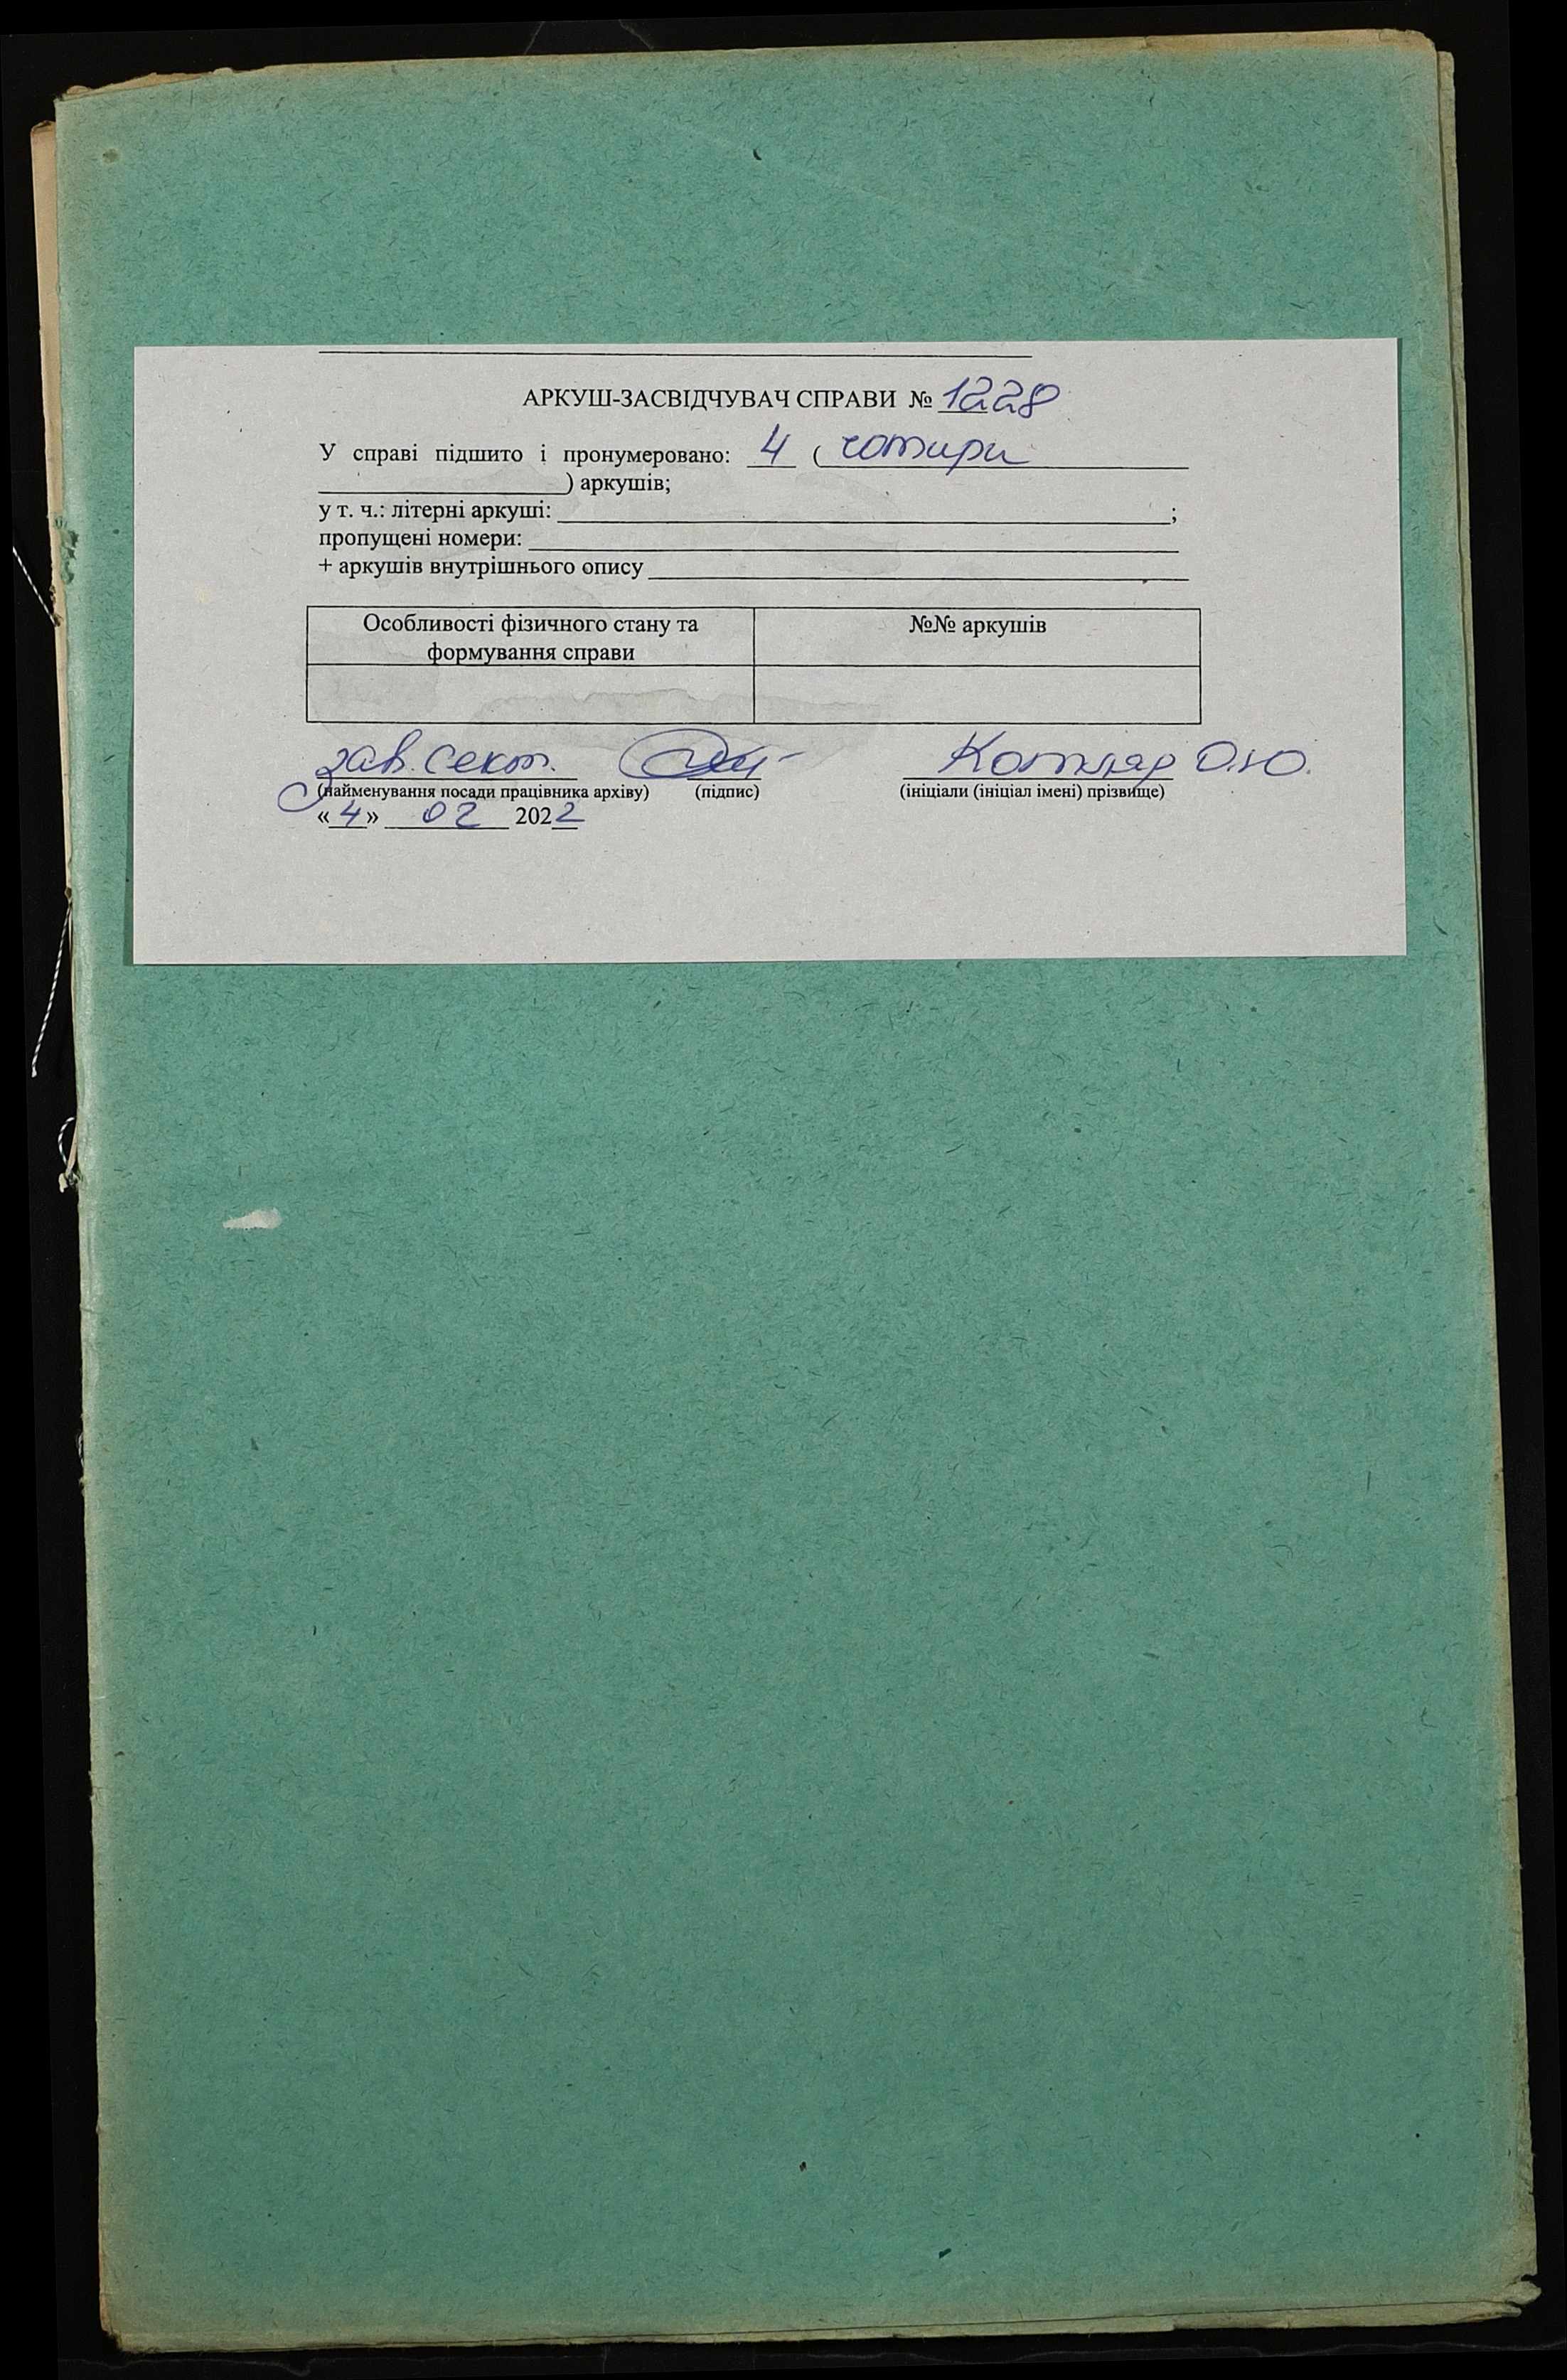 АРКУШ-ЗАСВІДЧУВАЧ СПРАВИ № 1228
У справі підшито і пронумеровано: 4 ( чотири
) аркушів;
у т. ч.: літерні аркуші: ;
пропущені номери:
+ аркушів внутрішнього опису
Особливості фізичного стану та формування справи №№ аркушів
зав. сект. Котляр О.Ю.
(найменування посади працівника архіву) (підпис) (ініціали (ініціал імені) прізвище)
«4» 02 2022